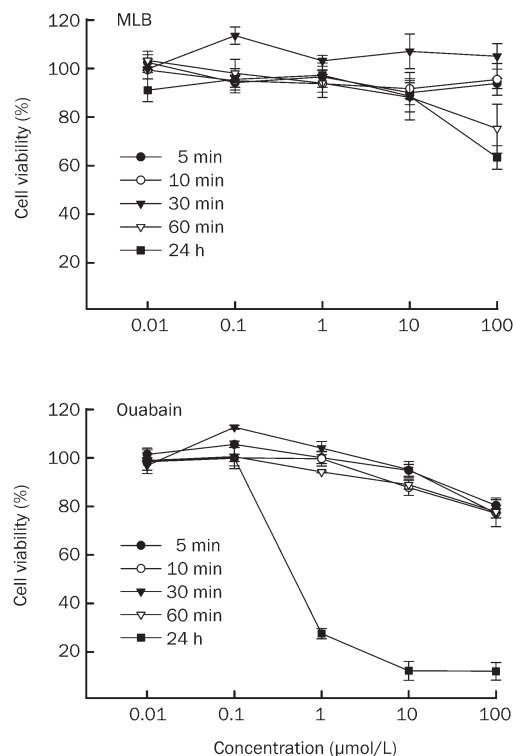 MLB
120
100
80
60
40
20
Cell viability (%)
5 min
10 min
30 min
60 min
24 h
0.01 0.1 1 10 100
Ouabain
120
100
80
60
40
20
Cell viability (%)
5 min
10 min
30 min
60 min
24 h
0.01 0.1 1 10 100
Concentration (μmol/L)